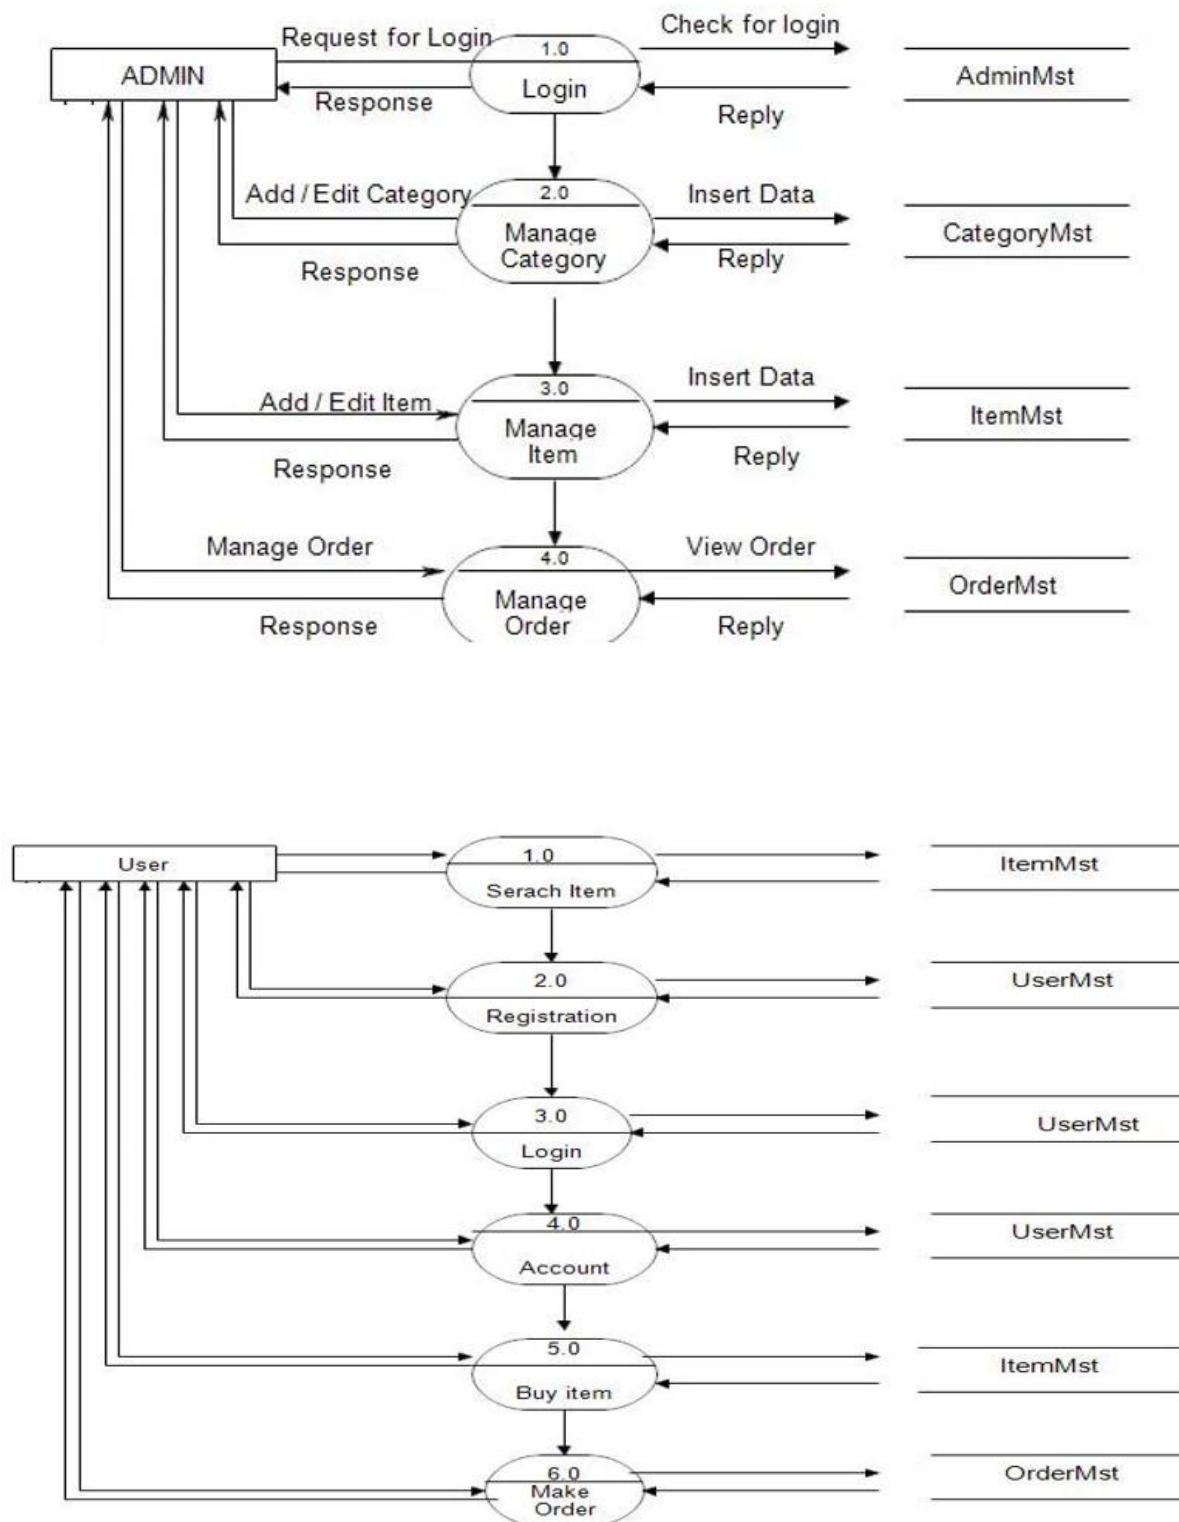 Request for Login
1.0
Check for login
ADMIN
Login
AdminMst
Response
Reply
Add / Edit Category
2.0
Insert Data
Manage
Category
CategoryMst
Response
Reply
Add / Edit Item
3.0
Insert Data
Manage
Item
ItemMst
Response
Reply
Manage Order
4.0
View Order
Manage
Order
OrderMst
Response
Reply
User
1.0
Serach Item
ItemMst
2.0
Registration
UserMst
3.0
Login
UserMst
4.0
Account
UserMst
5.0
Buy item
ItemMst
6.0
Make
Order
OrderMst